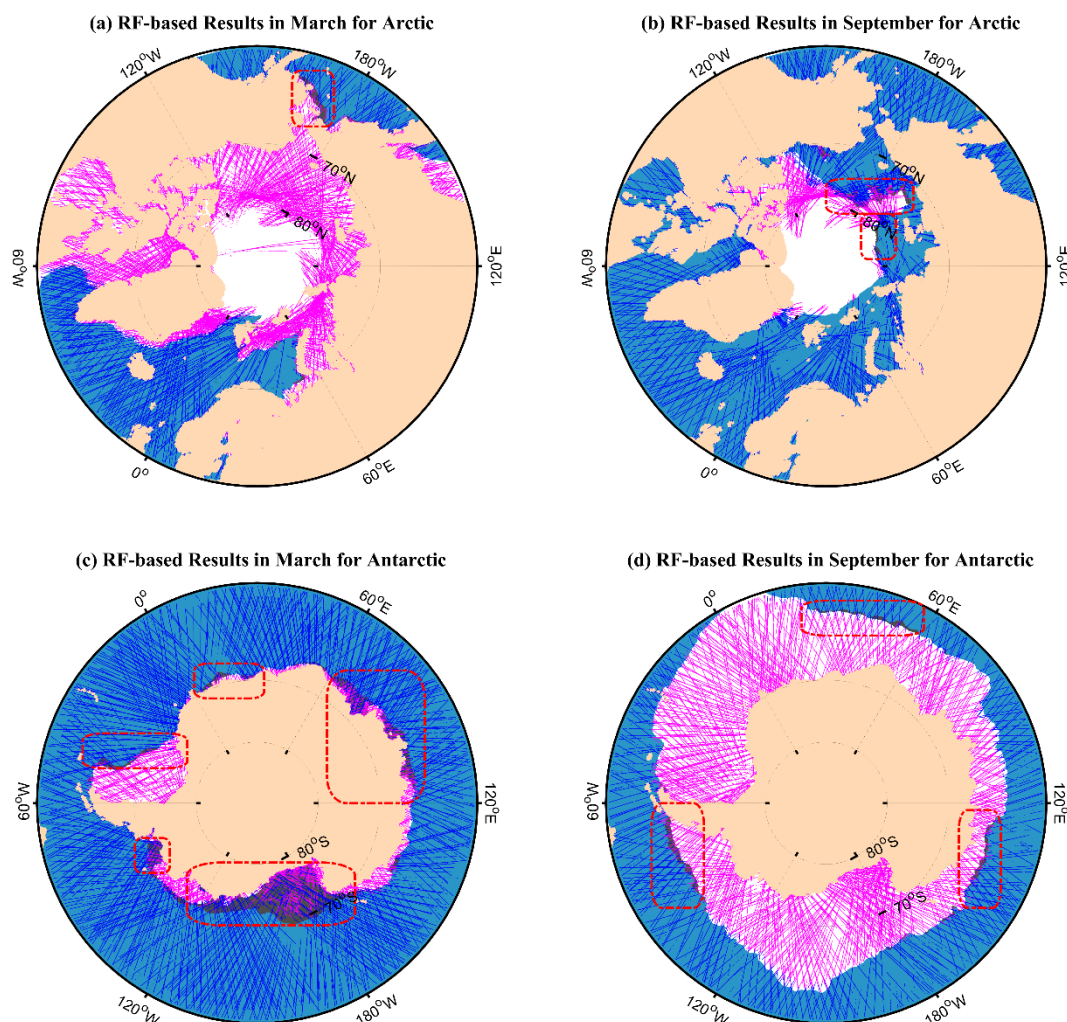 (a) RF-based Results in March for Arctic
120°W
180°W
70°N
80°N
60°W
120°E
0°
60°E
(b) RF-based Results in September for Arctic
120°W
180°W
70°N
80°N
60°W
120°E
0°
60°E
(c) RF-based Results in March for Antarctic
0°
60°E
60°W
120°E
80°S
70°S
120°W
180°W
(d) RF-based Results in September for Antarctic
0°
60°E
60°W
120°E
80°S
70°S
120°W
180°W